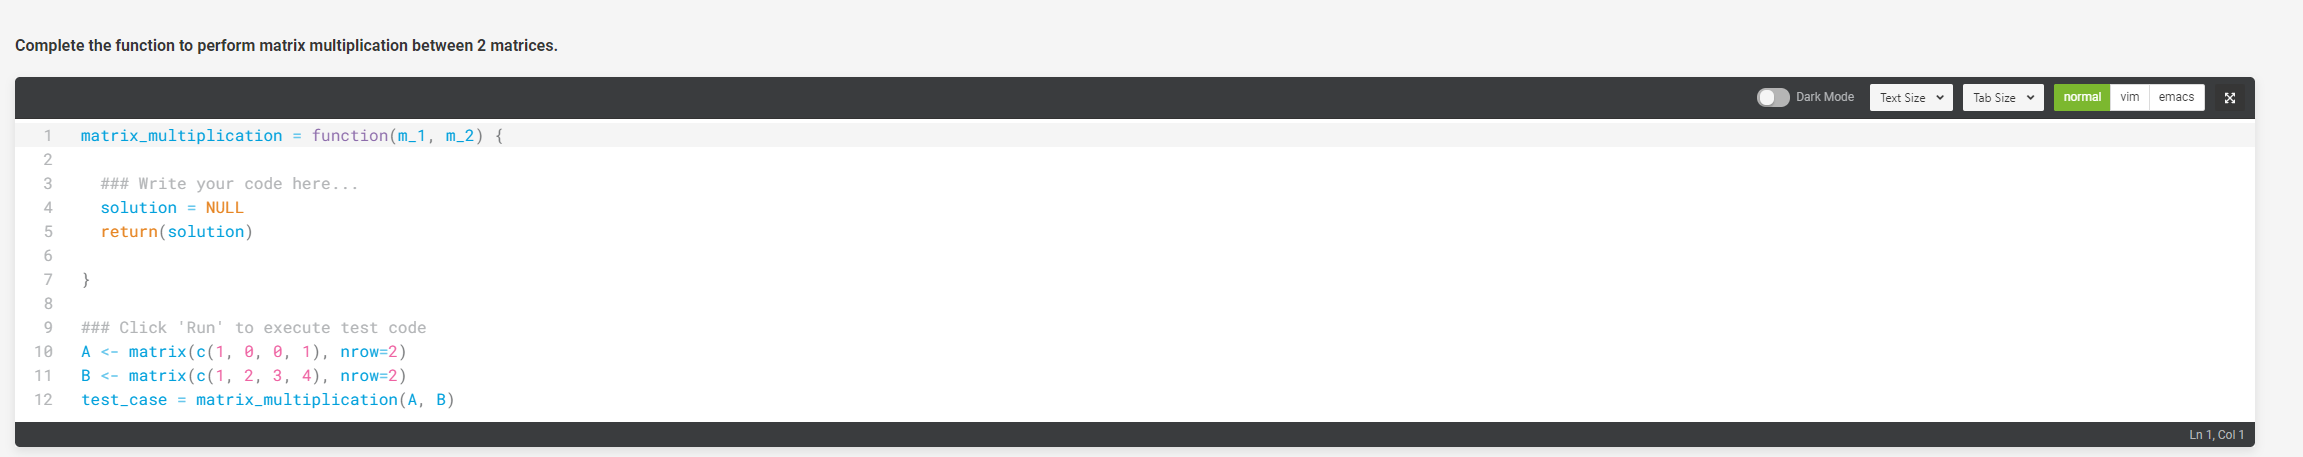 Complete the function to perform matrix multiplication between 2 matrices.
Dark Mode Text Size Tab Size normal vim emacs
1 matrix_multiplication = function(m_1, m_2) {
2
3 ### Write your code here...
4 solution = NULL
5 return(solution)
6
7 }
8
9 ### Click 'Run' to execute test code
10 A <- matrix(c(1, 0, 0, 1), nrow=2)
11 B <- matrix(c(1, 2, 3, 4), nrow=2)
12 test_case = matrix_multiplication(A, B)
Ln 1, Col 1